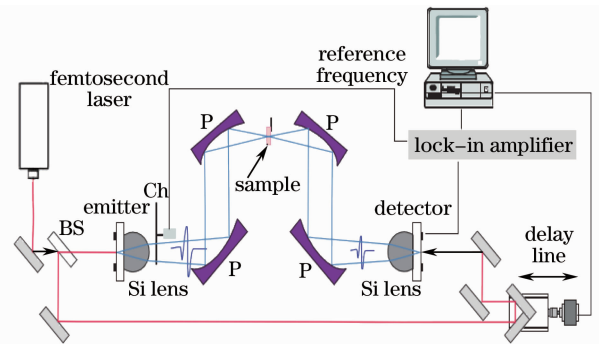 reference
frequency
femtosecond
laser
P
P
lock–in amplifier
sample
Ch
emitter
detector
BS
delay
line
P
P
Si lens
Si lens